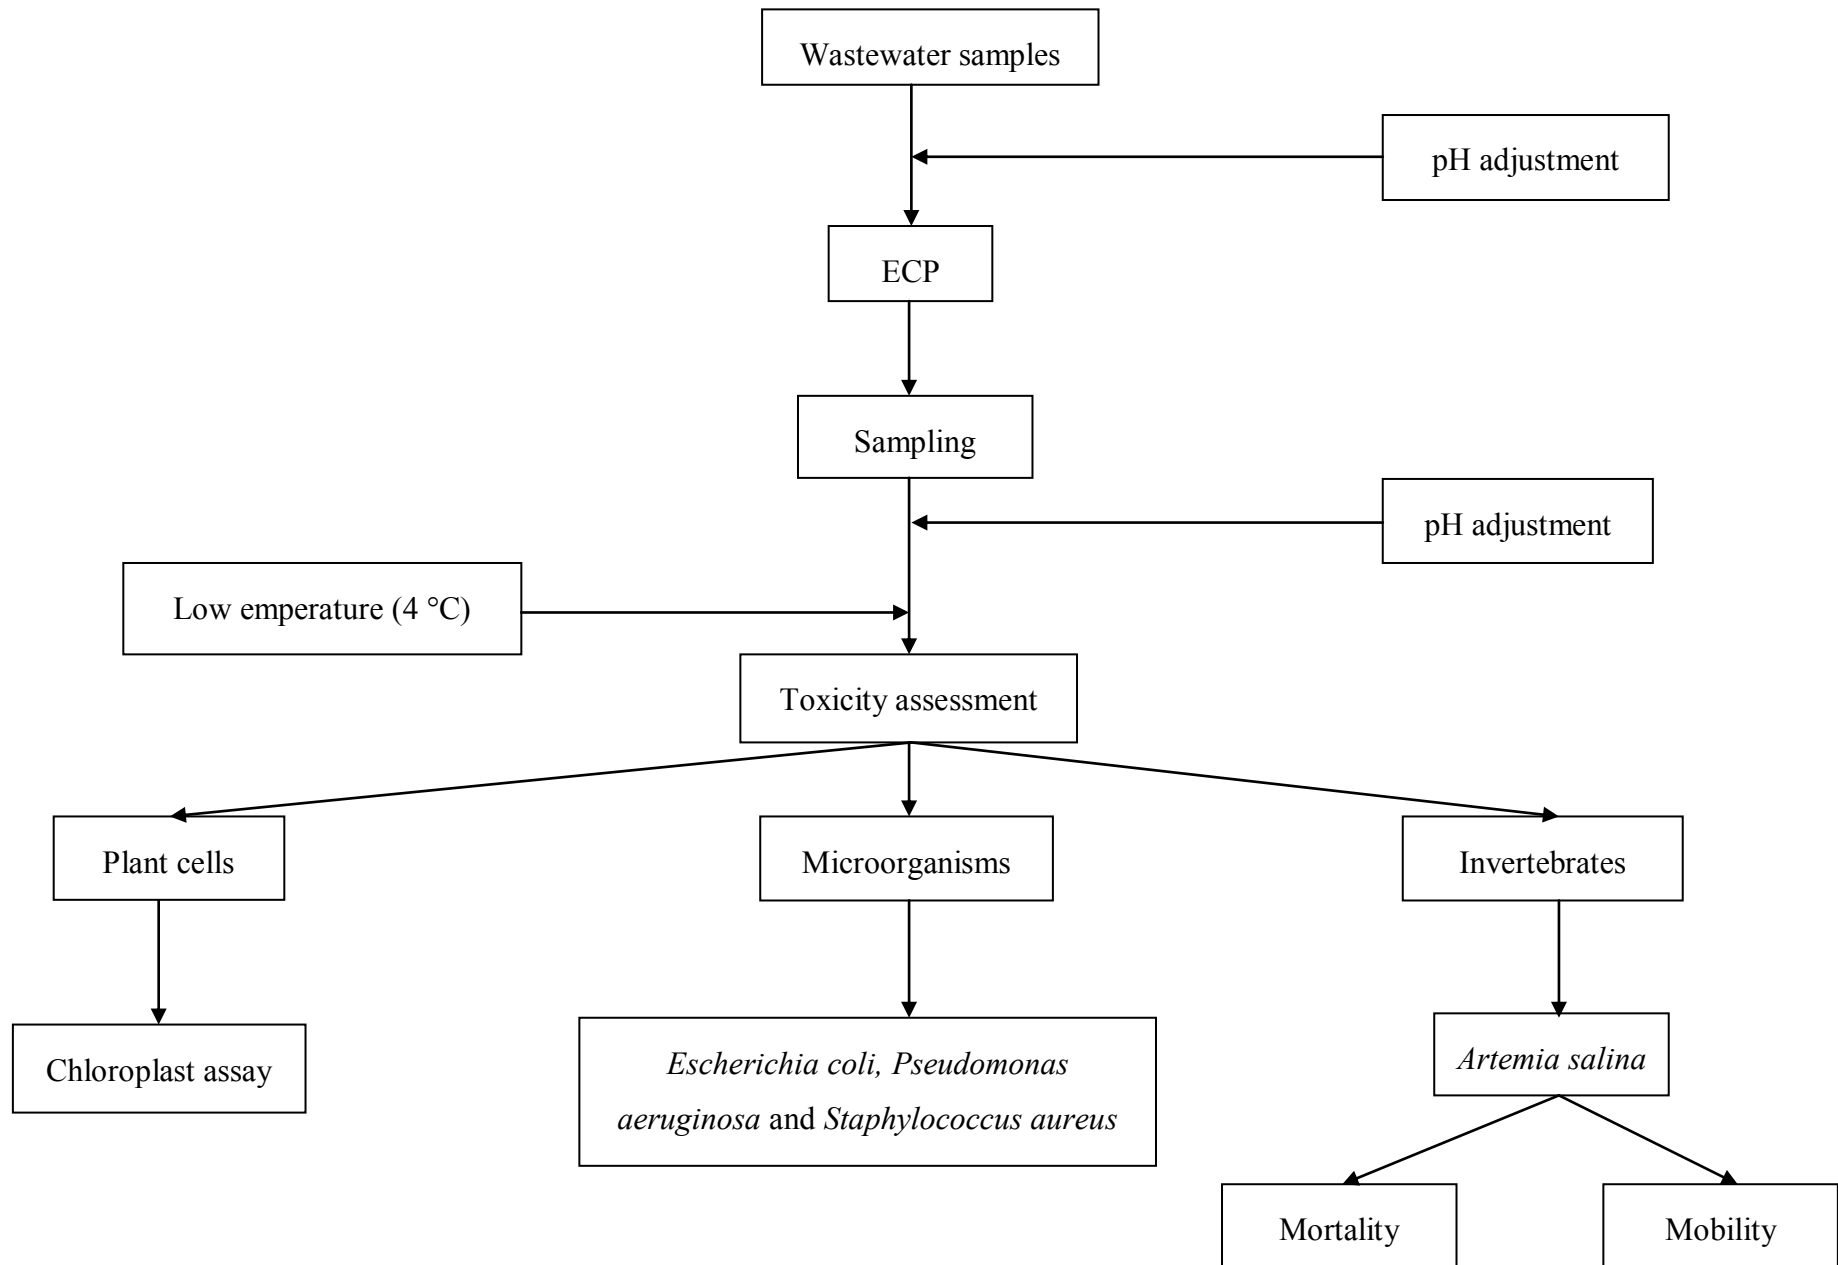 Wastewater samples
pH adjustment
ECP
Sampling
pH adjustment
Low emperature (4 °C)
Toxicity assessment
Plant cells
Microorganisms
Invertebrates
Chloroplast assay
Escherichia coli, Pseudomonas
aeruginosa and Staphylococcus aureus
Artemia salina
Mortality
Mobility